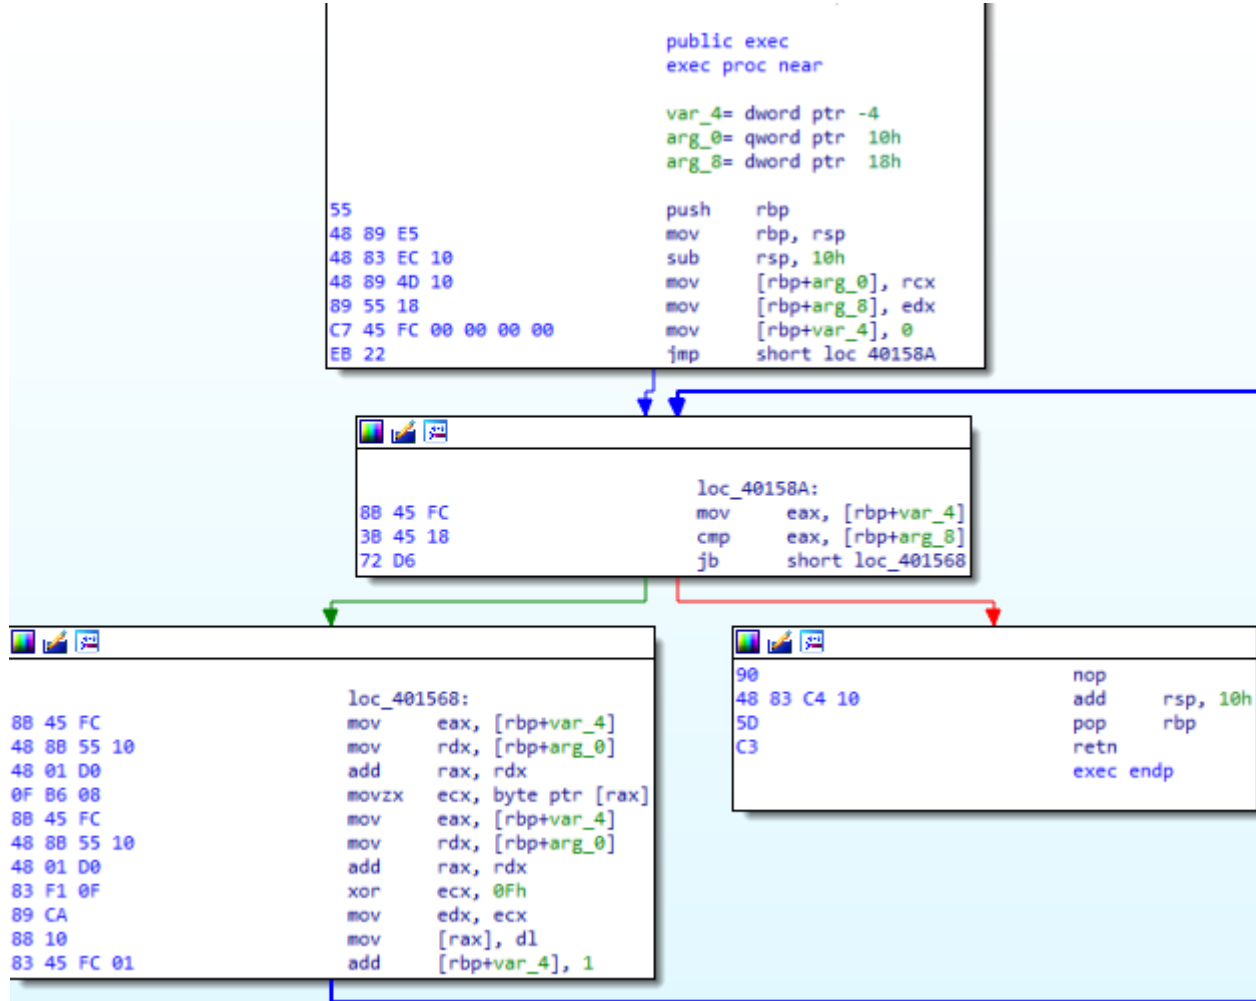 public exec
exec proc near
var_4= dword ptr -4
arg_0= qword ptr  10h
arg_8= dword ptr  18h
55 push rbp
48 89 E5 mov rbp, rsp
48 83 EC 10 sub rsp, 10h
48 89 4D 10 mov [rbp+arg_0], rcx
89 55 18 mov [rbp+arg_8], edx
C7 45 FC 00 00 00 00 mov [rbp+var_4], 0
EB 22 jmp short loc_40158A
loc_40158A:
8B 45 FC mov eax, [rbp+var_4]
3B 45 18 cmp eax, [rbp+arg_8]
72 D6 jb short loc_401568
loc_401568:
8B 45 FC mov eax, [rbp+var_4]
48 8B 55 10 mov rdx, [rbp+arg_0]
48 01 D0 add rax, rdx
0F B6 08 movzx ecx, byte ptr [rax]
8B 45 FC mov eax, [rbp+var_4]
48 8B 55 10 mov rdx, [rbp+arg_0]
48 01 D0 add rax, rdx
83 F1 0F xor ecx, 0Fh
89 CA mov edx, ecx
88 10 mov [rax], dl
83 45 FC 01 add [rbp+var_4], 1
90 nop
48 83 C4 10 add rsp, 10h
5D pop rbp
C3 retn
exec endp